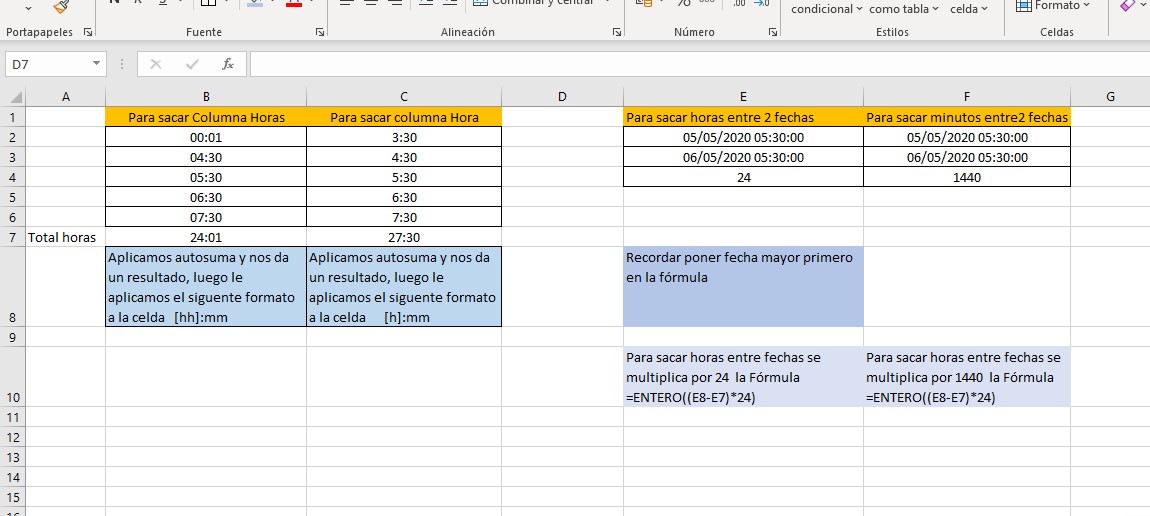 N K S
Combinar y centrar
% 000
condicional como tabla celda
Formato
Portapapeles Fuente Alineación Número Estilos Celdas
D7 fx
A B C D E F G
1 Para sacar Columna Horas Para sacar columna Hora Para sacar horas entre 2 fechas Para sacar minutos entre2 fechas
2 00:01 3:30 05/05/2020 05:30:00 05/05/2020 05:30:00
3 04:30 4:30 06/05/2020 05:30:00 06/05/2020 05:30:00
4 05:30 5:30 24 1440
5 06:30 6:30
6 07:30 7:30
7 Total horas 24:01 27:30
Aplicamos autosuma y nos da
un resultado, luego le
aplicamos el siguente formato
8 a la celda [hh]:mm
Aplicamos autosuma y nos da
un resultado, luego le
aplicamos el siguente formato
a la celda [h]:mm
Recordar poner fecha mayor primero
en la fórmula
9
Para sacar horas entre fechas se
multiplica por 24 la Fórmula
10 =ENTERO((E8-E7)*24)
Para sacar horas entre fechas se
multiplica por 1440 la Fórmula
=ENTERO((E8-E7)*24)
11
12
13
14
15